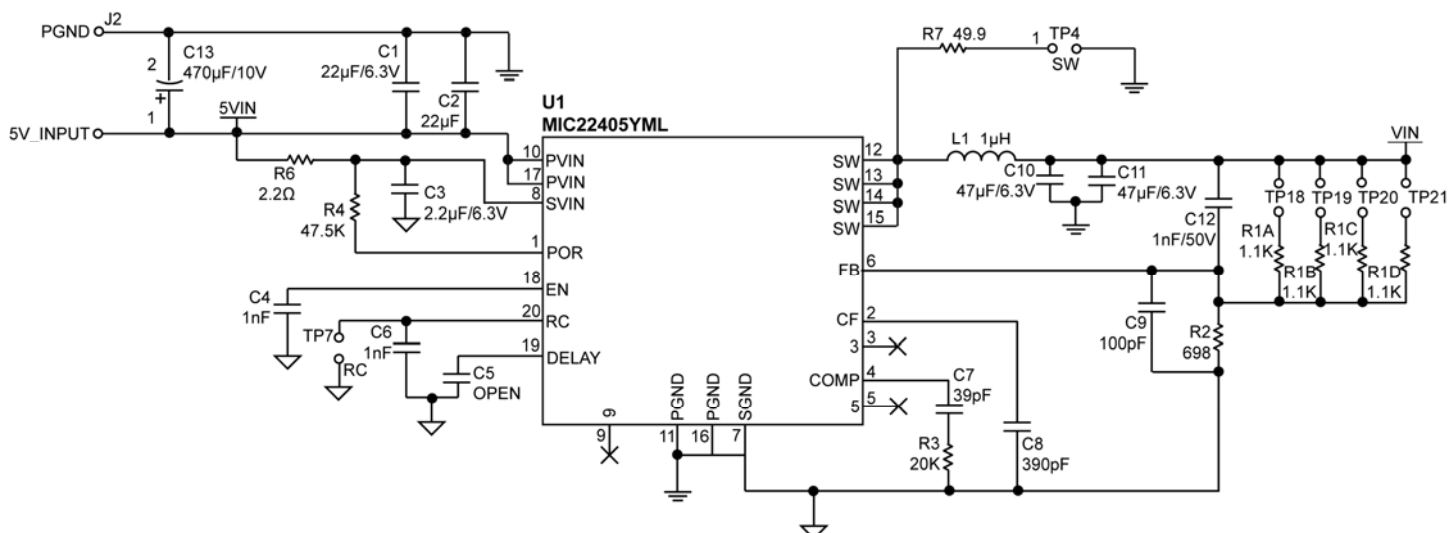 PGND
J2
C13
470µF/10V
2
1
+
5V_INPUT
5VIN
C1
22µF/6.3V
C2
22µF
R6
2.2Ω
R4
47.5K
C3
2.2µF/6.3V
C4
1nF
TP7
RC
C6
1nF
C5
OPEN
U1
MIC22405YML
10
PVIN
17
PVIN
8
SVIN
1
POR
18
EN
20
RC
19
DELAY
9
9
PGND
11
PGND
16
SGND
7
SW
12
SW
13
SW
14
SW
15
FB
6
CF
2
3
3
COMP
4
5
5
R7 49.9
1
TP4
SW
L1 1µH
C10
47µF/6.3V
C11
47µF/6.3V
VIN
C12
1nF/50V
TP18
TP19
TP20
TP21
R1A
1.1K
R1B
1.1K
R1C
1.1K
R1D
1.1K
C9
100pF
R2
698
C7
39pF
R3
20K
C8
390pF